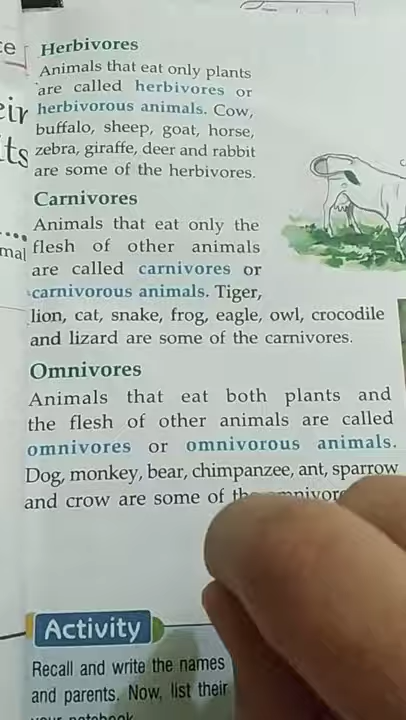 Herbivores
Animals that eat only plants
are called herbivores or
herbivorous animals. Cow,
buffalo, sheep, goat, horse,
zebra, giraffe, deer and rabbit
are some of the herbivores.
Carnivores
Animals that eat only the
flesh of other animals
are called carnivores or
carnivorous animals. Tiger,
lion, cat, snake, frog, eagle, owl, crocodile
and lizard are some of the carnivores.
Omnivores
Animals that eat both plants and
the flesh of other animals are called
omnivores or omnivorous animals.
Dog, monkey, bear, chimpanzee, ant, sparrow
and crow are some of
Activity
Recall and write the names
and parents. Now, list their